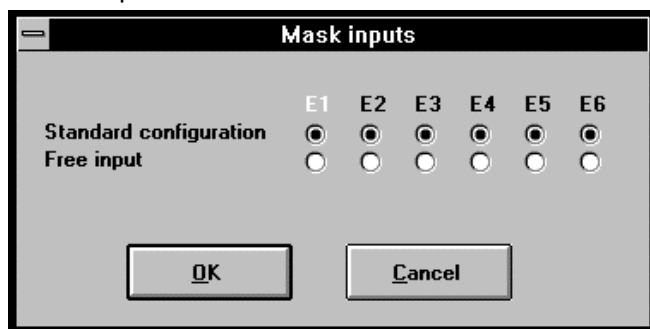 Mask inputs
E1 E2 E3 E4 E5 E6
Standard configuration
Free input
OK Cancel